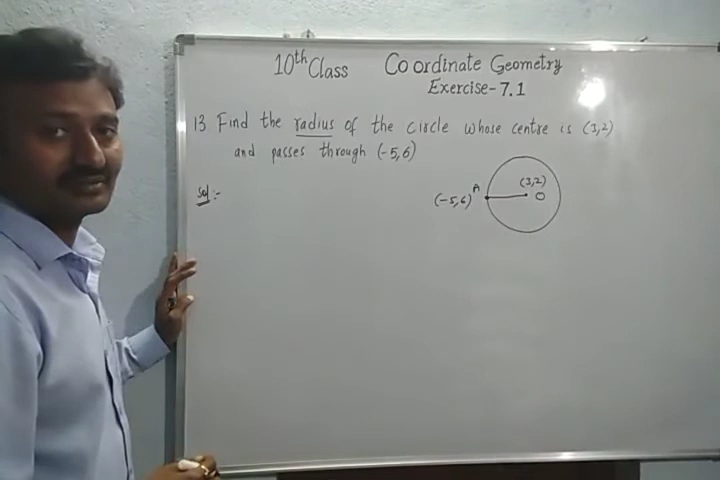 10th Class Coordinate Geometry
Exercise-7.1
13 Find the radius of the circle whose centre is (3,2)
and passes through (-5,6)
Sol:-
(-5,6) A (3,2) O